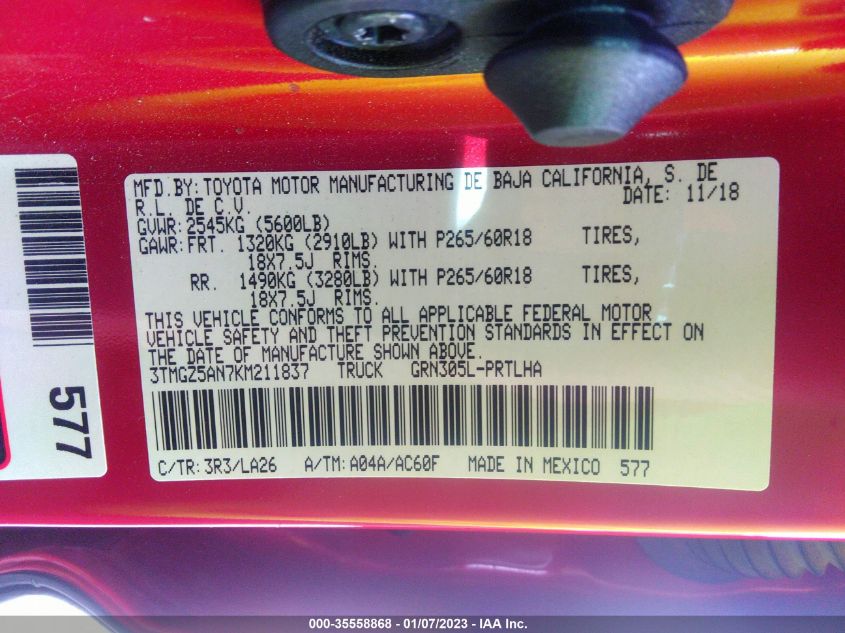 MFD.BY:TOYOTA MOTOR MANUFACTURING DE BAJA CALIFORNIA, S. DE
R.L. DE C.V. DATE: 11/18
GVWR:2545KG (5600LB)
GAWR:FRT. 1320KG (2910LB) WITH P265/60R18 TIRES,
18X7.5J RIMS.
RR. 1490KG (3280LB) WITH P265/60R18 TIRES,
18X7.5J RIMS.
THIS VEHICLE CONFORMS TO ALL APPLICABLE FEDERAL MOTOR
VEHICLE SAFETY AND THEFT PREVENTION STANDARDS IN EFFECT ON
THE DATE OF MANUFACTURE SHOWN ABOVE.
3TMGZ5AN7KM211837 TRUCK GRN305L-PRTLHA
C/TR:3R3/LA26 A/TM:A04A/AC60F MADE IN MEXICO 577
577
000-35558868 - 01/07/2023 - IAA Inc.